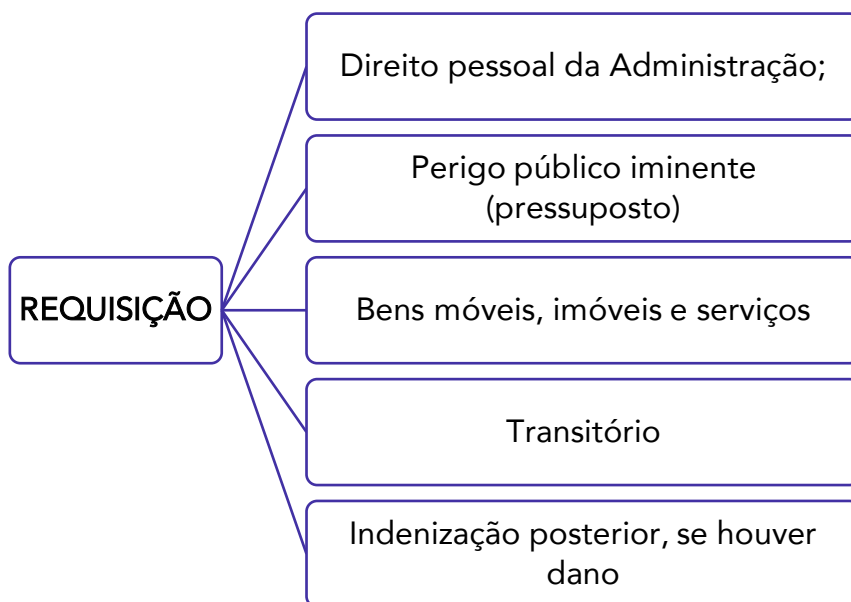 REQUISIÇÃO
Direito pessoal da Administração;
Perigo público iminente
(pressuposto)
Bens móveis, imóveis e serviços
Transitório
Indenização posterior, se houver
dano